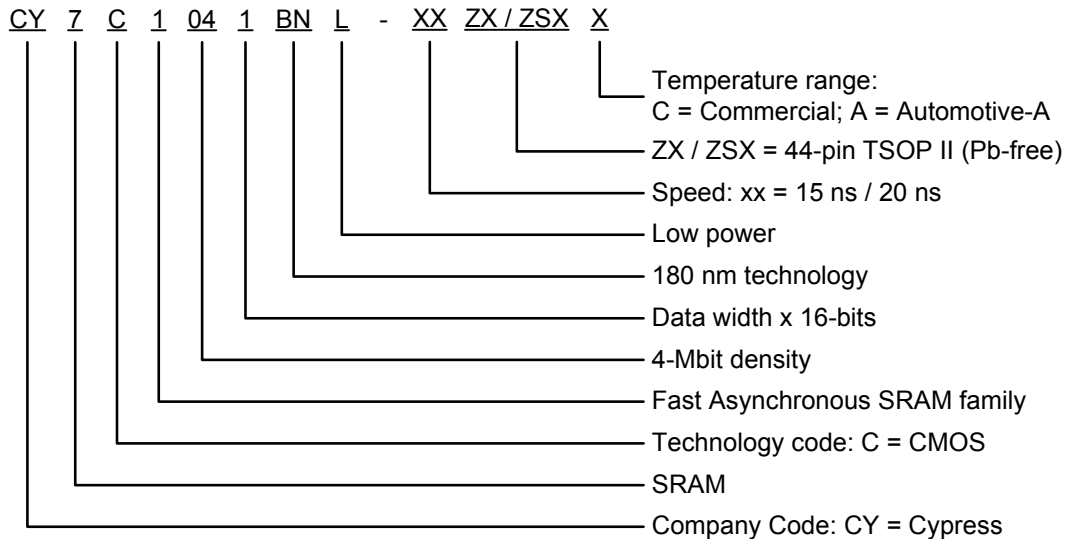 CY 7 C 1 04 1 BN L - XX ZX / ZSX X
Temperature range:
C = Commercial; A = Automotive-A
ZX / ZSX = 44-pin TSOP II (Pb-free)
Speed: xx = 15 ns / 20 ns
Low power
180 nm technology
Data width x 16-bits
4-Mbit density
Fast Asynchronous SRAM family
Technology code: C = CMOS
SRAM
Company Code: CY = Cypress